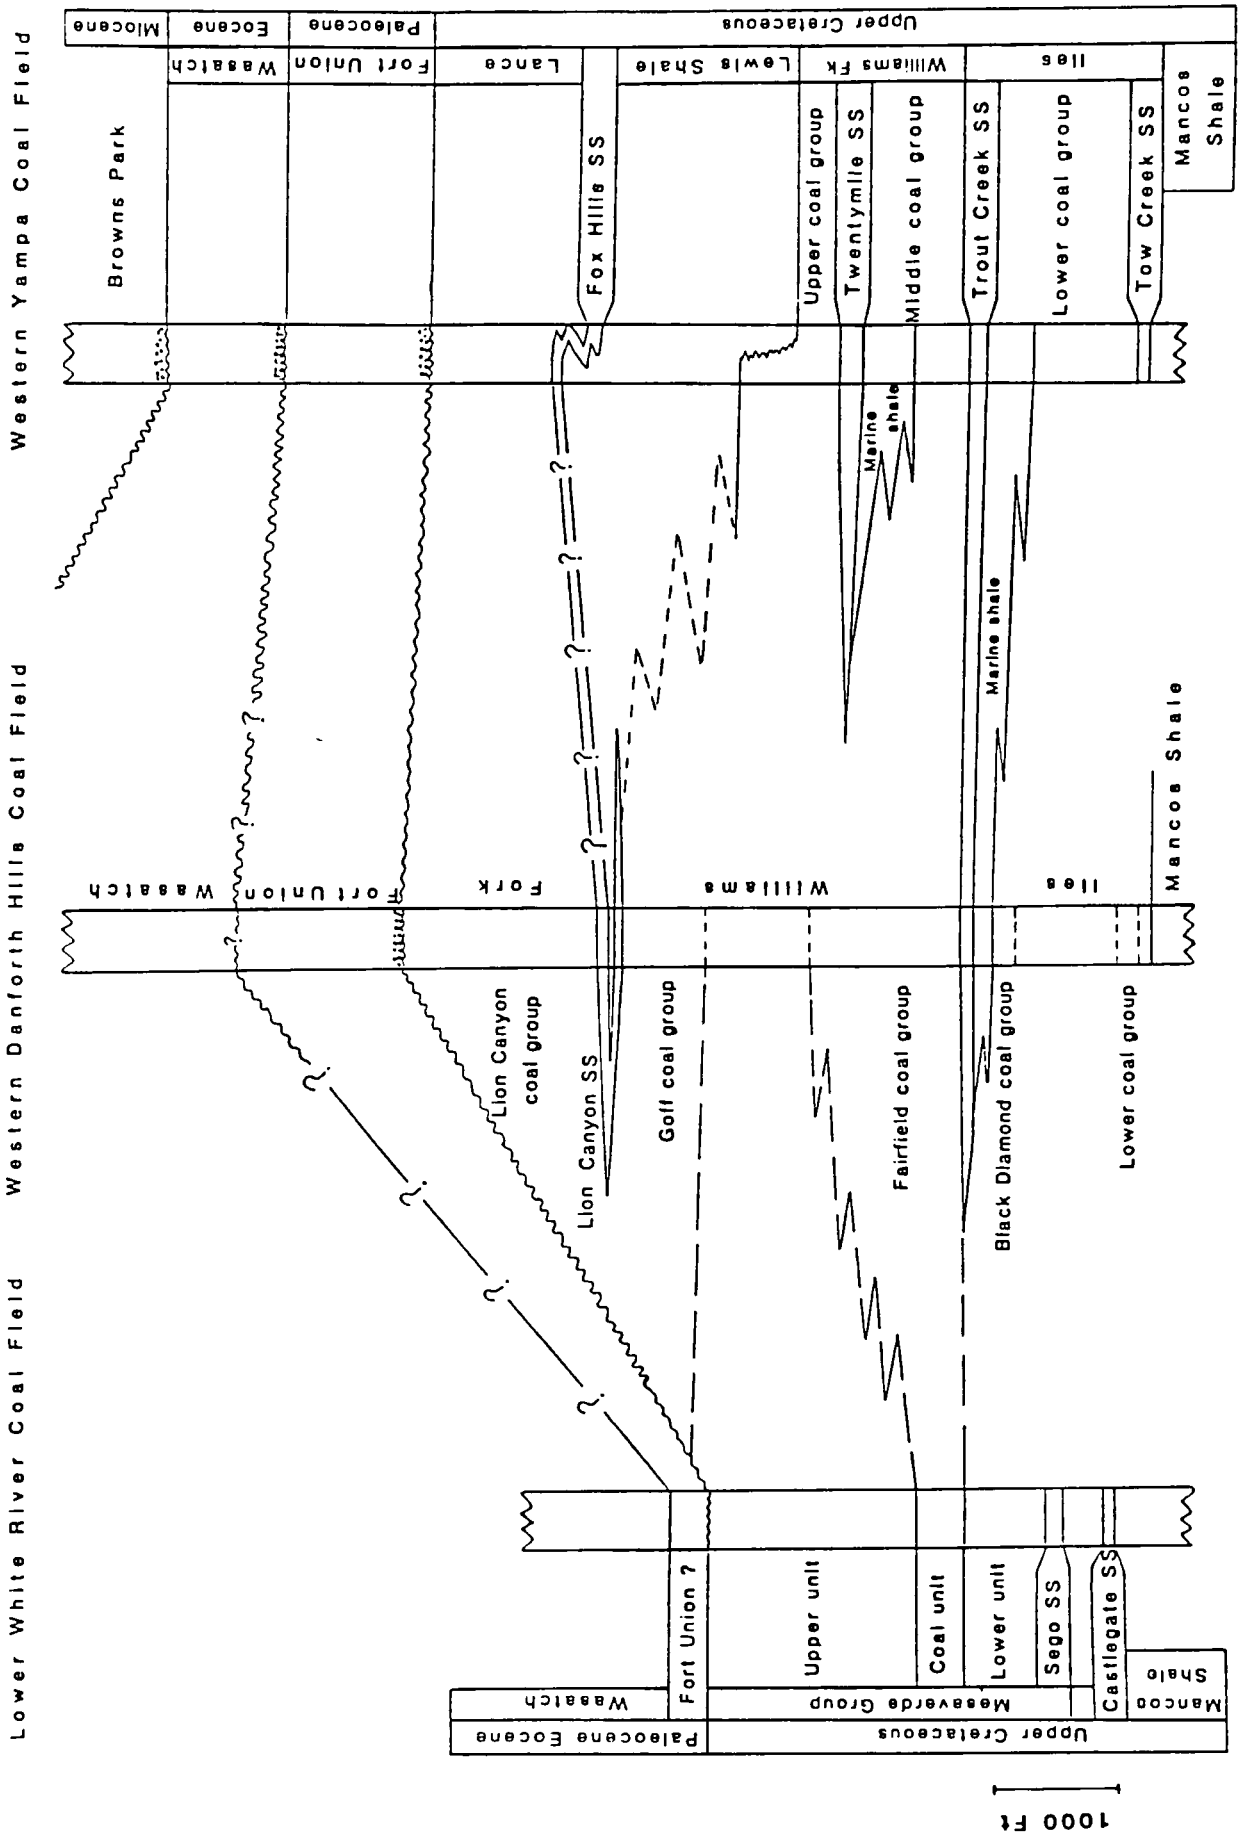 Lower White River Coal Field
Western Danforth Hills Coal Field
Western Yampa Coal Field
1000 Ft
Paleocene Eocene
Upper Cretaceous
Wasatch
Fort Union ?
Mesaverde Group
Mancos
Shale
Upper unit
Coal unit
Lower unit
Sego SS
Castlegate SS
?
?
?
?
Lion Canyon
coal group
Lion Canyon SS
Goff coal group
Fairfield coal group
Black Diamond coal group
Lower coal group
?
Wasatch
Fort Union
Fork
Williams
Iles
Mancos Shale
?
?
?
?
?
?
?
Marine
shale
Marine shale
Browns Park
Fox Hills SS
Upper coal group
Twentymile SS
Middle coal group
Trout Creek SS
Lower coal group
Tow Creek SS
Mancos
Shale
Wasatch
Fort Union
Lance
Lewis Shale
Williams Fk
Iles
Miocene
Eocene
Paleocene
Upper Cretaceous